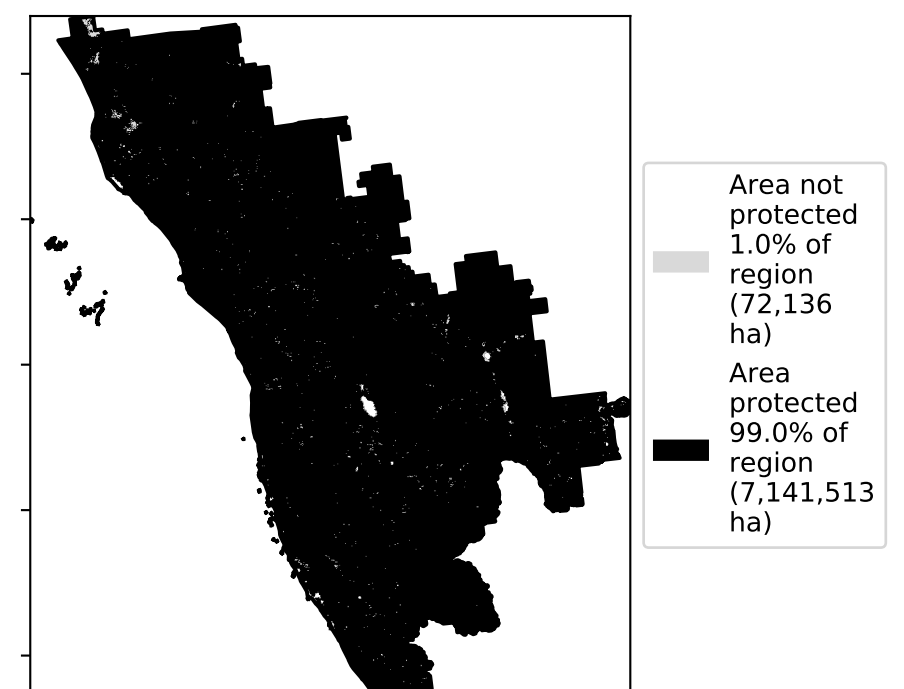 Area not
protected
1.0% of
region
(72,136
ha)
Area
protected
99.0% of
region
(7,141,513
ha)